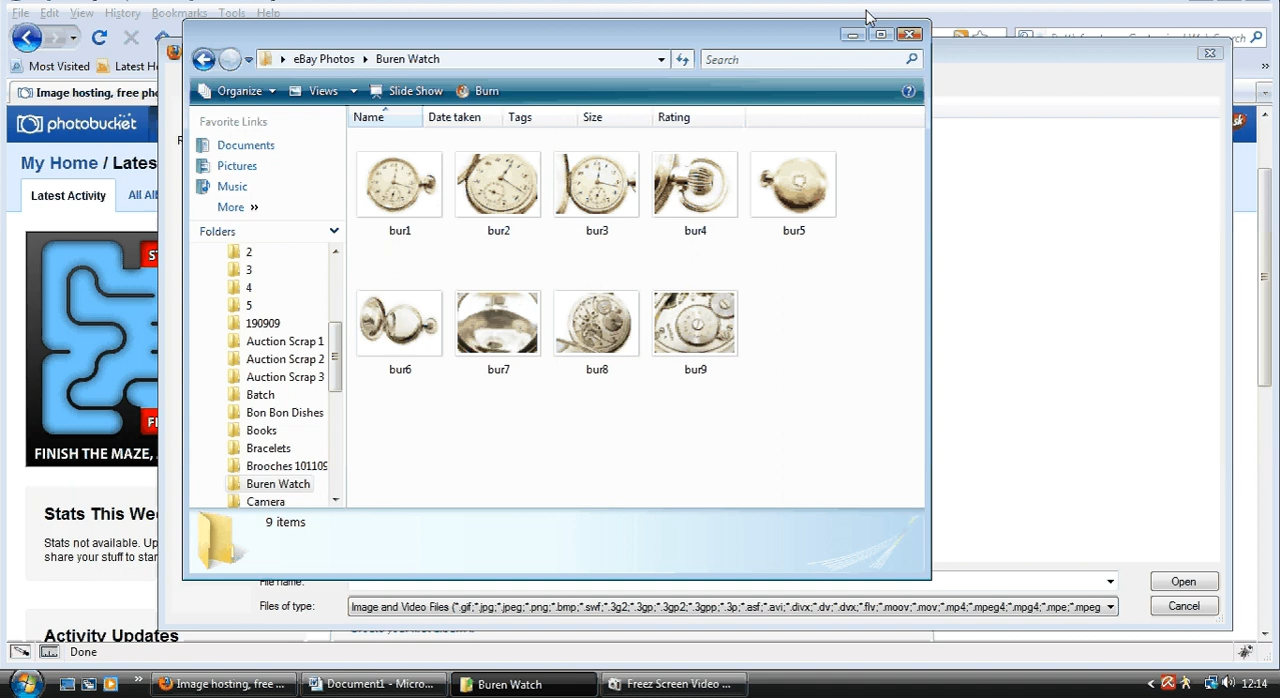 File Edit View History Bookmarks Tools Help
Search
Most Visited Latest H
Image hosting, free pho
photobucket
sk
My Home / Lates
Latest Activity All Al
FINISH THE MAZE,
Stats This We
Stats not available. Up
share your stuff to star
Activity Updates
Done
eBay Photos Buren Watch
Search
Organize Views Slide Show Burn
Favorite Links
Documents
Pictures
Music
More »
Folders
2
3
4
5
190909
Auction Scrap 1
Auction Scrap 2
Auction Scrap 3
Batch
Bon Bon Dishes
Books
Bracelets
Brooches 101109
Buren Watch
Camera
Name Date taken Tags Size Rating
bur1 bur2 bur3 bur4 bur5
bur6 bur7 bur8 bur9
9 items
File name:
Open
Files of type: Image and Video Files (*.gif;*.jpg;*.jpeg;*.png;*.bmp;*.swf;*.3g2;*.3gp;*.3gp2;*.3gpp;*.3p;*.asf;*.avi;*.divx;*.dv;*.dvx;*.flv;*.moov;*.mov;*.mp4;*.mpeg4;*.mpg4;*.mpe;*.mpeg
Cancel
Image hosting, free ... Document1 - Micro... Buren Watch Freez Screen Video ... 12:14